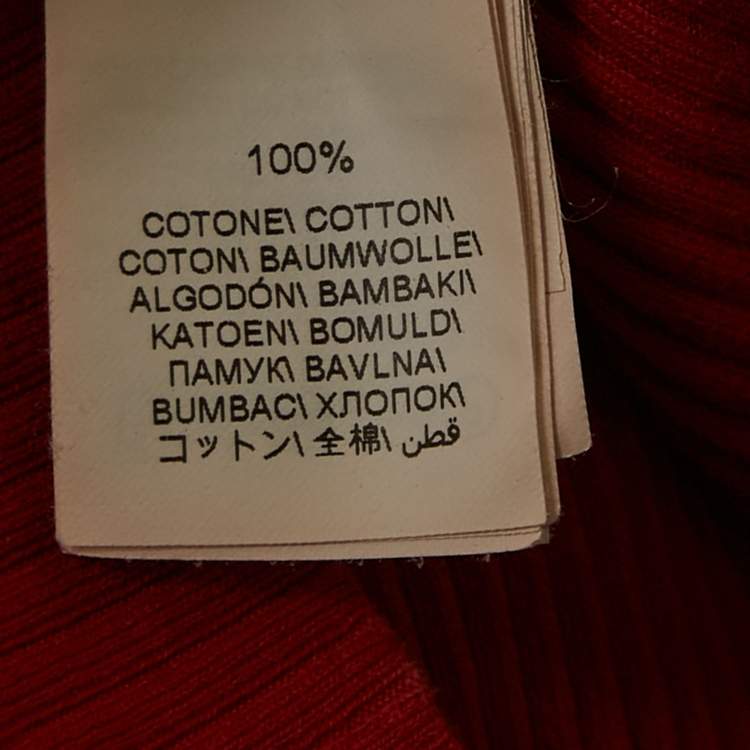 100%
COTONE\ COTTON\
COTON\ BAUMWOLLE\
ALGODÓN\ BAMBAKI\
KATOEN\ BOMULD\
ПАМУК\ BAVLNA\
BUMBAC\ ХЛОПОК\
コットン\ 全棉\ قطن